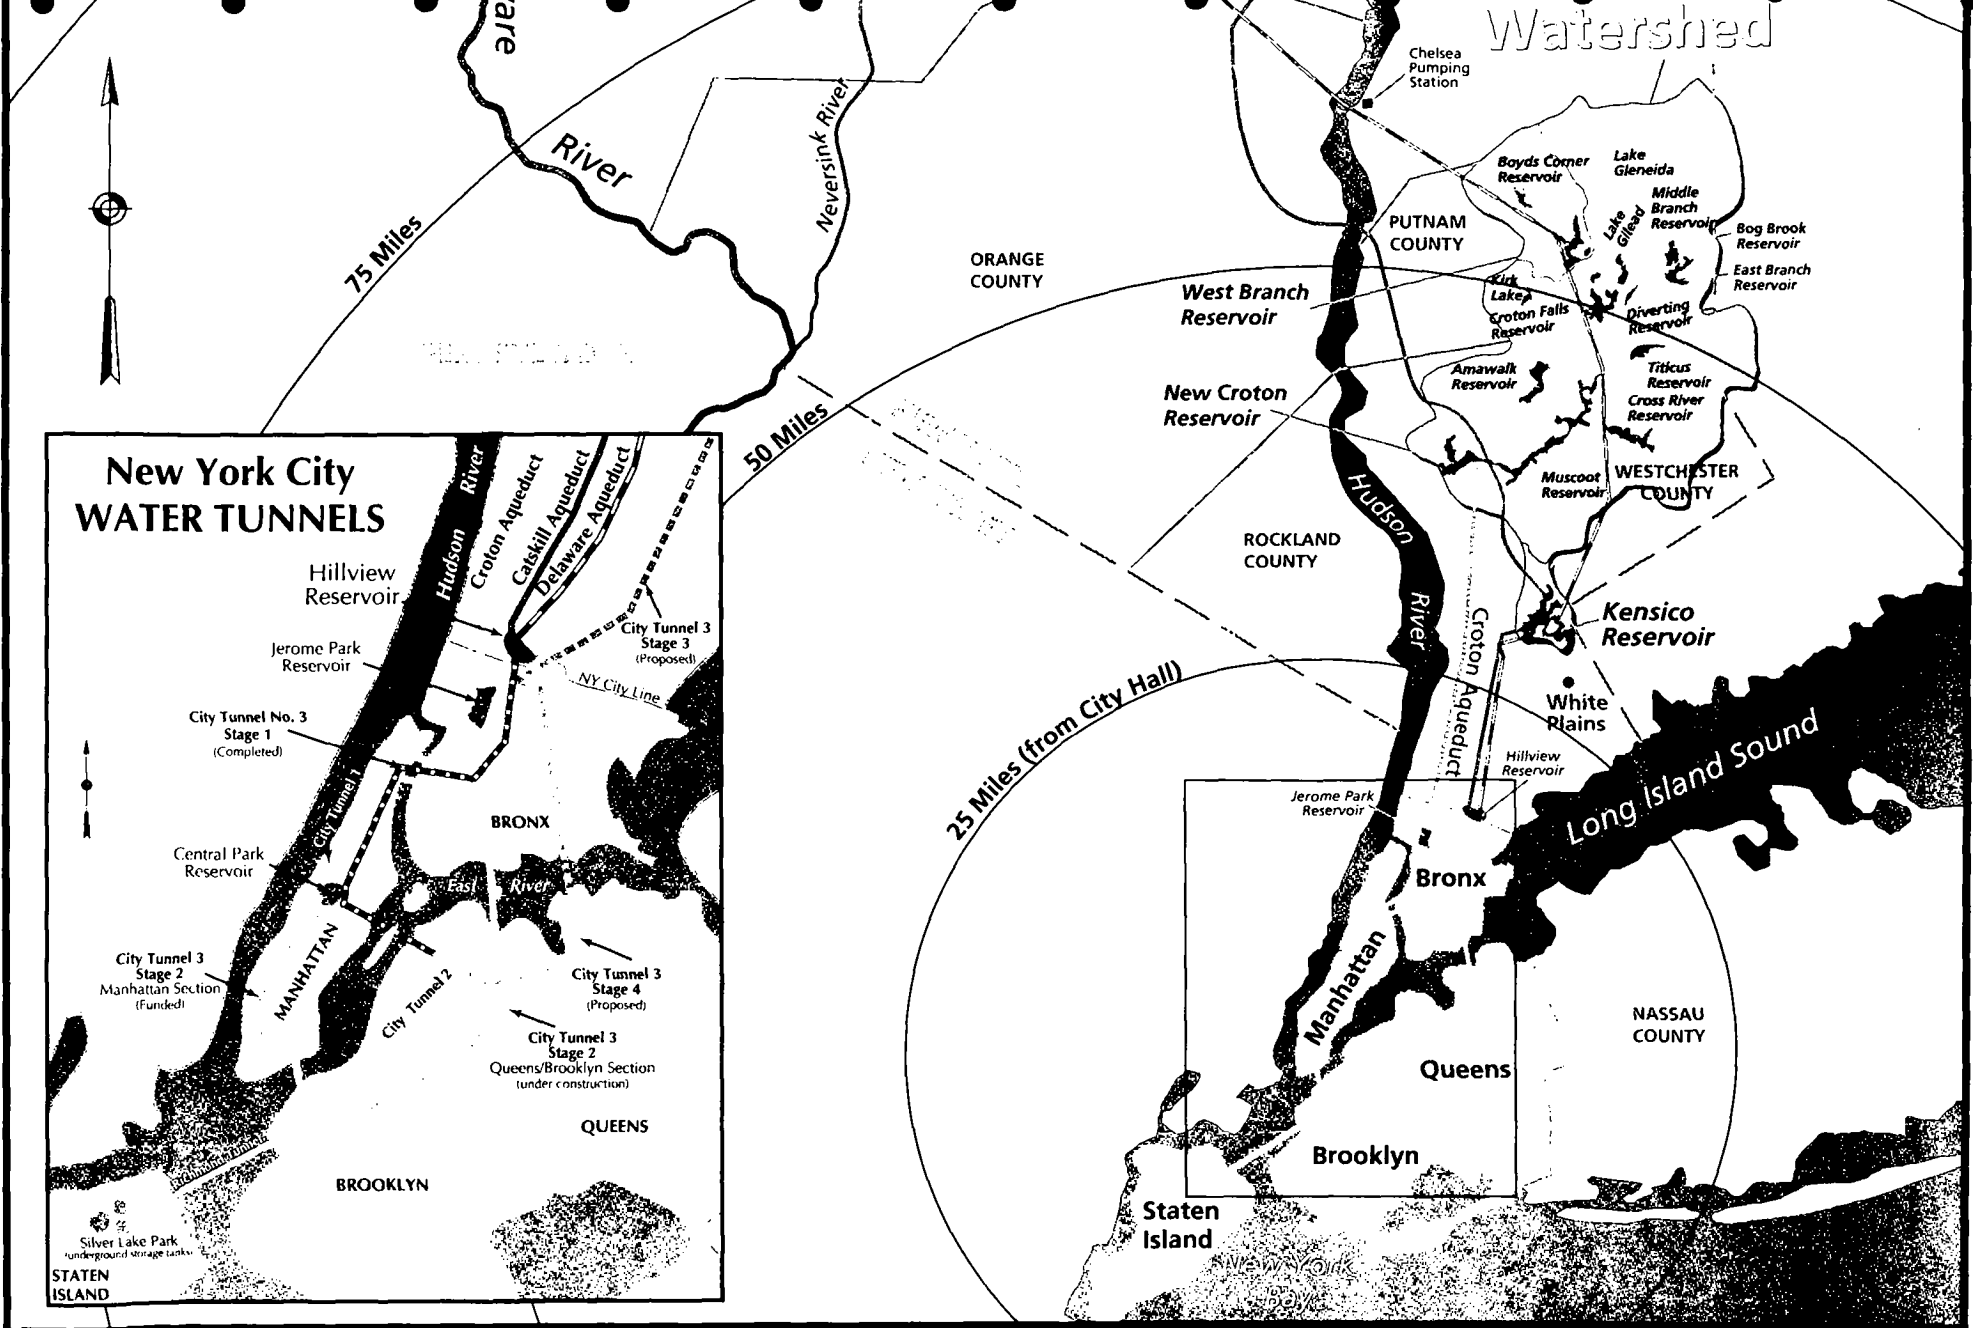 are
River
Neversink River
75 Miles
50 Miles
25 Miles (from City Hall)
Watershed
Chelsea
Pumping
Station
Boyds Corner
Reservoir
Lake
Gleneida
Middle
Branch
Reservoir
Lake
Gilead
Bog Brook
Reservoir
East Branch
Reservoir
PUTNAM
COUNTY
ORANGE
COUNTY
West Branch
Reservoir
Kirk
Lake
Croton Falls
Reservoir
Diverting
Reservoir
Amawalk
Reservoir
Titicus
Reservoir
Cross River
Reservoir
New Croton
Reservoir
Muscoot
Reservoir
WESTCHESTER
COUNTY
Hudson
River
ROCKLAND
COUNTY
Croton Aqueduct
Kensico
Reservoir
White
Plains
Hillview
Reservoir
Jerome Park
Reservoir
Long Island Sound
Bronx
Manhattan
NASSAU
COUNTY
Queens
Brooklyn
Staten
Island
New York
Bay
New York City
WATER TUNNELS
Hudson River
Croton Aqueduct
Catskill Aqueduct
Delaware Aqueduct
Hillview
Reservoir
Jerome Park
Reservoir
City Tunnel 3
Stage 3
(Proposed)
NY City Line
City Tunnel No. 3
Stage 1
(Completed)
City Tunnel 1
BRONX
Central Park
Reservoir
East River
MANHATTAN
City Tunnel 3
Stage 2
Manhattan Section
(Funded)
City Tunnel 2
City Tunnel 3
Stage 4
(Proposed)
City Tunnel 3
Stage 2
Queens/Brooklyn Section
(under construction)
QUEENS
BROOKLYN
Richmond Tunnel
Silver Lake Park
(underground storage tanks)
STATEN
ISLAND